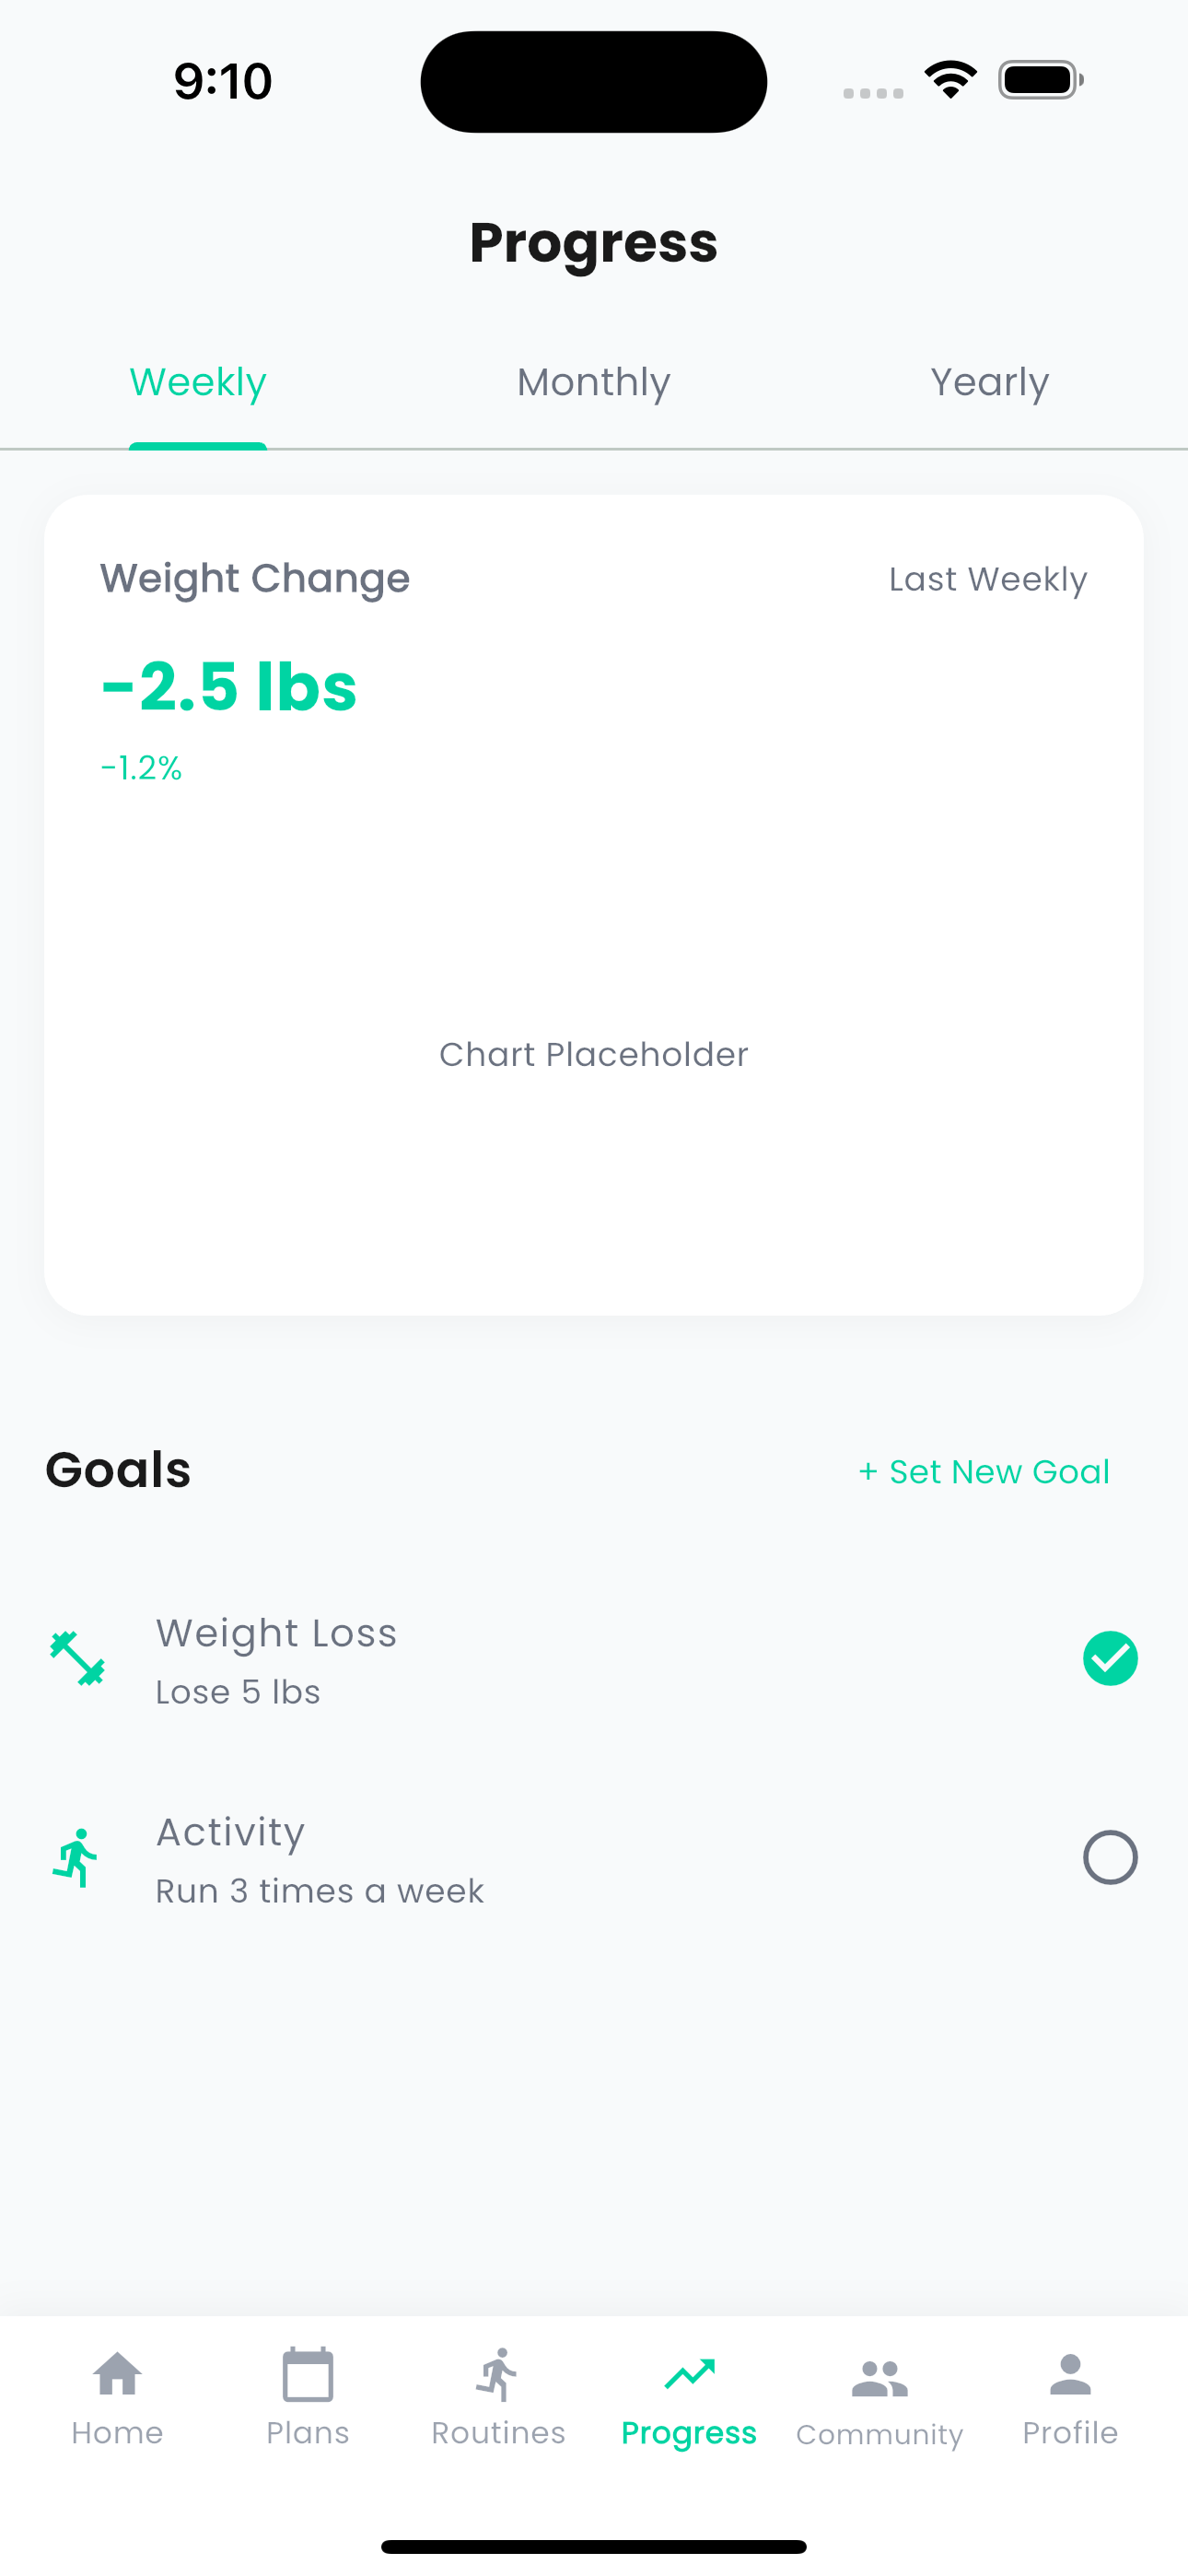 9:10
Progress
Weekly Monthly Yearly
Weight Change Last Weekly
-2.5 lbs
-1.2%
Chart Placeholder
Goals + Set New Goal
Weight Loss
Lose 5 lbs
Activity
Run 3 times a week
Home Plans Routines Progress Community Profile